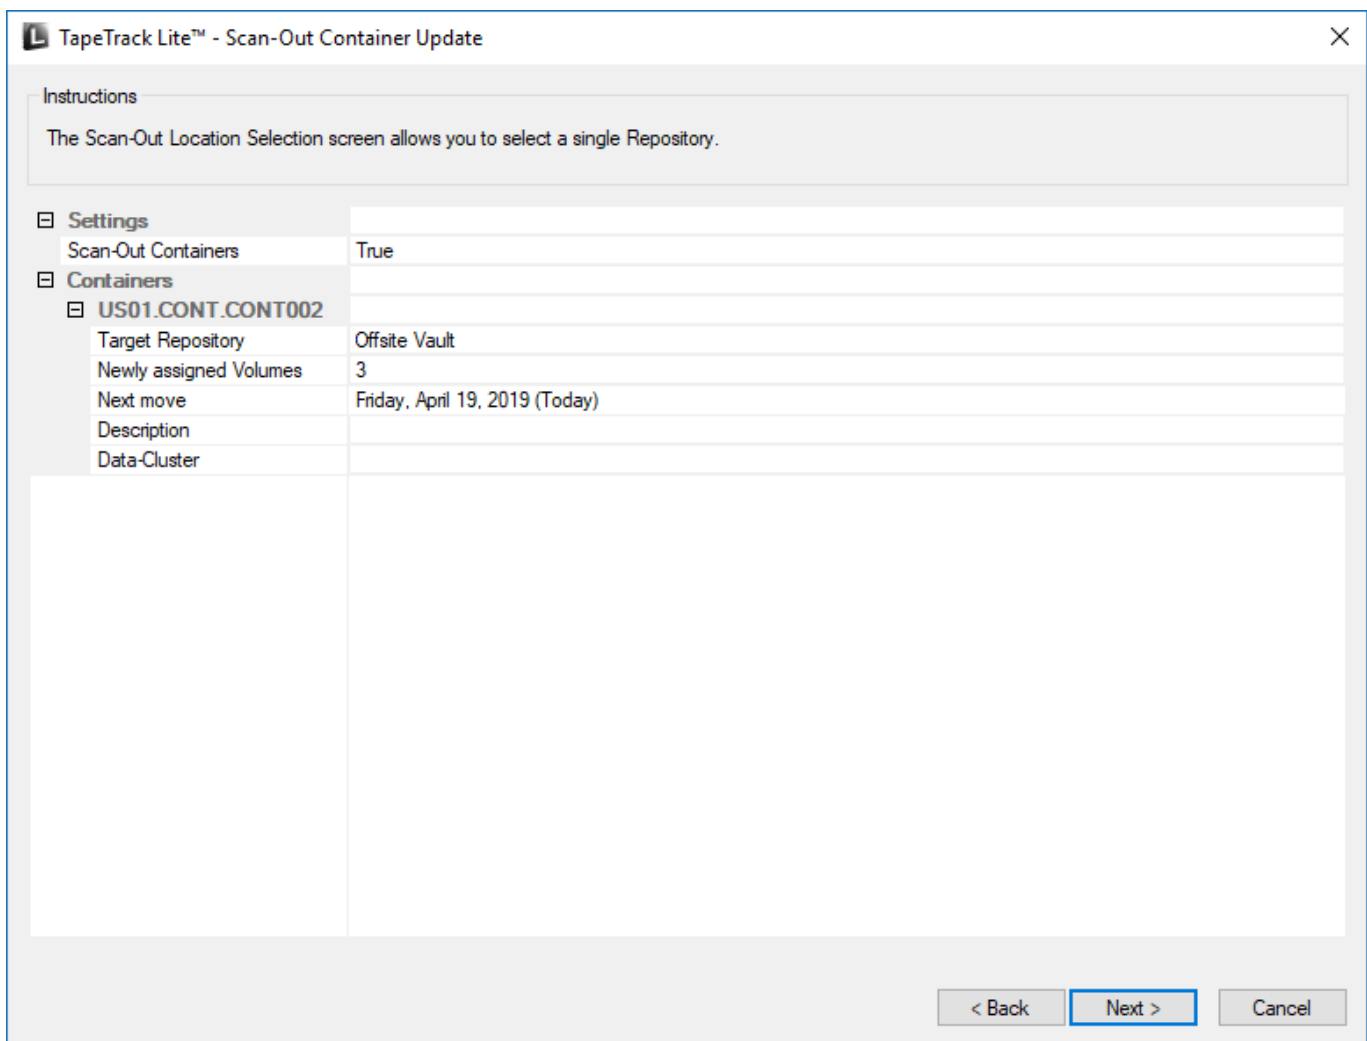 TapeTrack Lite™ - Scan-Out Container Update
Instructions
The Scan-Out Location Selection screen allows you to select a single Repository.
Settings
Scan-Out Containers True
Containers
US01.CONT.CONT002
Target Repository Offsite Vault
Newly assigned Volumes 3
Next move Friday, April 19, 2019 (Today)
Description
Data-Cluster
< Back Next > Cancel